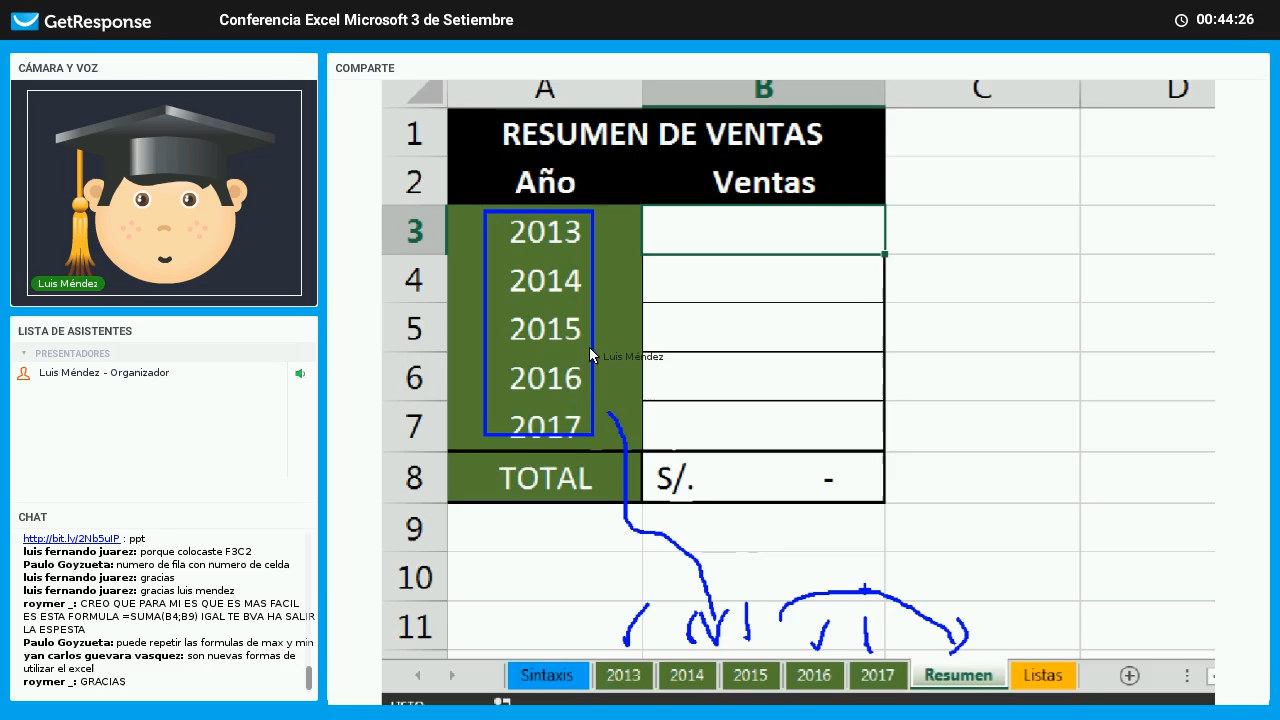 GetResponse
Conferencia Excel Microsoft 3 de Setiembre
00:44:26
CÁMARA Y VOZ
Luis Méndez
LISTA DE ASISTENTES
PRESENTADORES
Luis Méndez - Organizador
CHAT
http://bit.ly/2Nb5uIP : ppt
luis fernando juarez: porque colocaste F3C2
Paulo Goyzueta: numero de fila con numero de celda
luis fernando juarez: gracias
luis fernando juarez: gracias luis mendez
roymer _: CREO QUE PARA MI ES QUE ES MAS FACIL
ES ESTA FORMULA =SUMA(B4;B9) IGAL TE BVA HA SALIR
LA ESPESTA
Paulo Goyzueta: puede repetir las formulas de max y min
yan carlos guevara vasquez: son nuevas formas de
utilizar el excel
roymer _: GRACIAS
COMPARTE
A B C D
1 RESUMEN DE VENTAS
2 Año Ventas
3 2013
4 2014
5 2015
Luis Méndez
6 2016
7 2017
8 TOTAL S/. -
9
10
11
Sintaxis 2013 2014 2015 2016 2017 Resumen Listas
LISTO